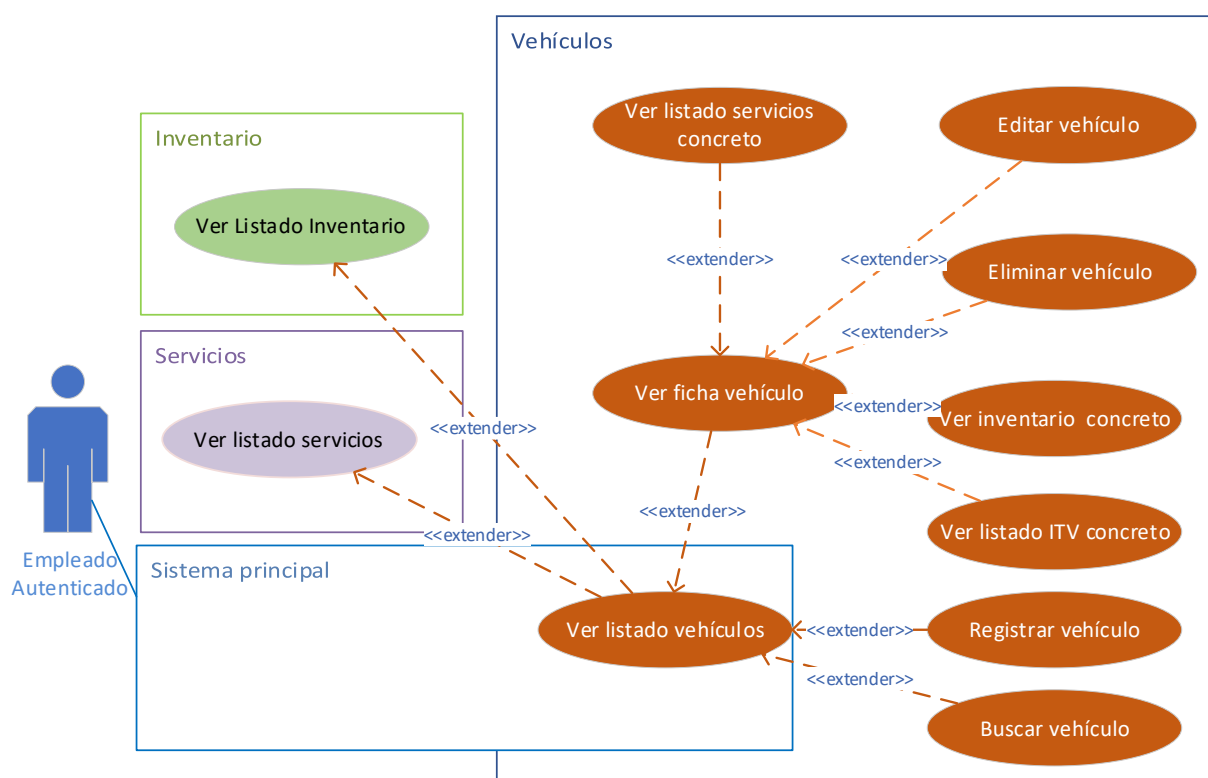 Vehículos
Ver listado servicios
concreto
Editar vehículo
Inventario
Ver Listado Inventario
<<extender>>
<<extender>>
Eliminar vehículo
<<extender>>
Servicios
Ver ficha vehículo
<<extender>>
Ver inventario  concreto
<<extender>>
Ver listado servicios
<<extender>>
<<extender>>
Ver listado ITV concreto
<<extender>>
Empleado
Autenticado
Sistema principal
Ver listado vehículos
<<extender>>
Registrar vehículo
<<extender>>
Buscar vehículo